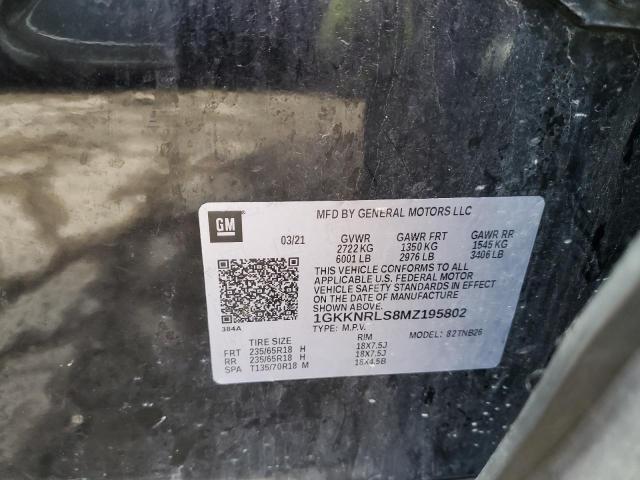 GM
MFD BY GENERAL MOTORS LLC
03/21 GVWR GAWR FRT GAWR RR
2722 KG 1350 KG 1545 KG
6001 LB 2976 LB 3406 LB
THIS VEHICLE CONFORMS TO ALL
APPLICABLE U.S. FEDERAL MOTOR
VEHICLE SAFETY STANDARDS IN
EFFECT ON THE DATE OF MANUFACTURE
SHOWN ABOVE.
384A
1GKKNRLS8MZ195802
TYPE: M.P.V. MODEL: 82TNB26
TIRE SIZE RIM
FRT 235/65R18 H 18X7.5J
RR 235/65R18 H 18X7.5J
SPA T135/70R18 M 18X4.5B